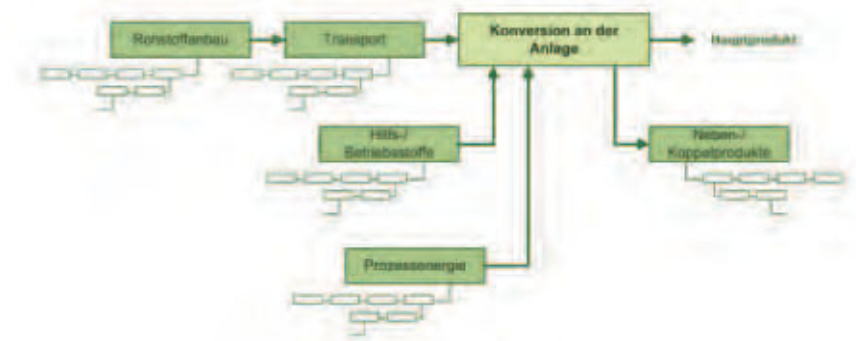 Rohstoffanbau
Transport
Konversion an der
Anlage
Hauptprodukt
Hilfs-/
Betriebsstoffe
Neben-/
Koppelprodukte
Prozessenergie